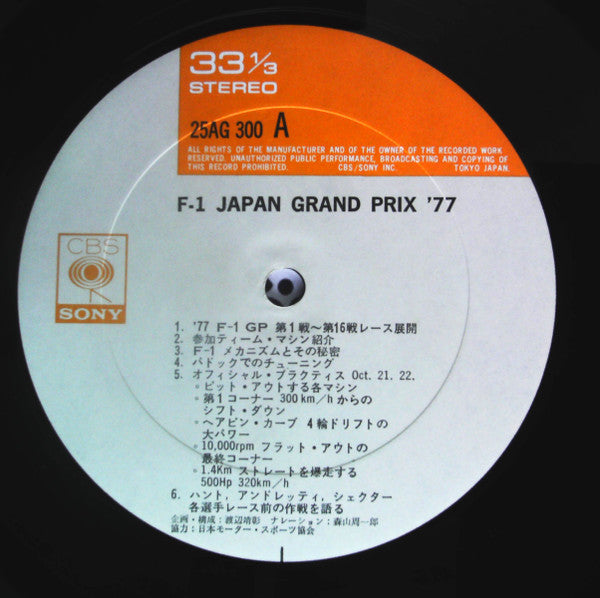 33 1/3
STEREO
25AG 300 A
ALL RIGHTS OF THE MANUFACTURER AND OF THE OWNER OF THE RECORDED WORK
RESERVED. UNAUTHORIZED PUBLIC PERFORMANCE, BROADCASTING AND COPYING OF
THIS RECORD PROHIBITED. CBS/SONY INC. TOKYO JAPAN.
F-1 JAPAN GRAND PRIX '77
CBS
SONY
1. '77 F-1 GP 第1戦〜第16戦レース展開
2. 参加ティーム・マシン紹介
3. F-1 メカニズムとその秘密
4. パドックでのチューニング
5. オフィシャル・プラクティス Oct. 21. 22.
◦ピット・アウトする各マシン
◦第1コーナー 300km/hからの
シフト・ダウン
◦ヘアピン・カーブ 4輪ドリフトの
大パワー
◦10,000rpm フラット・アウトの
最終コーナー
◦1.4Km ストレートを爆走する
500Hp 320km/h
6. ハント, アンドレッティ, シェクター
各選手レース前の作戦を語る
企画・構成：渡辺靖彰 ナレーション：森山周一郎
協力：日本モーター・スポーツ協会